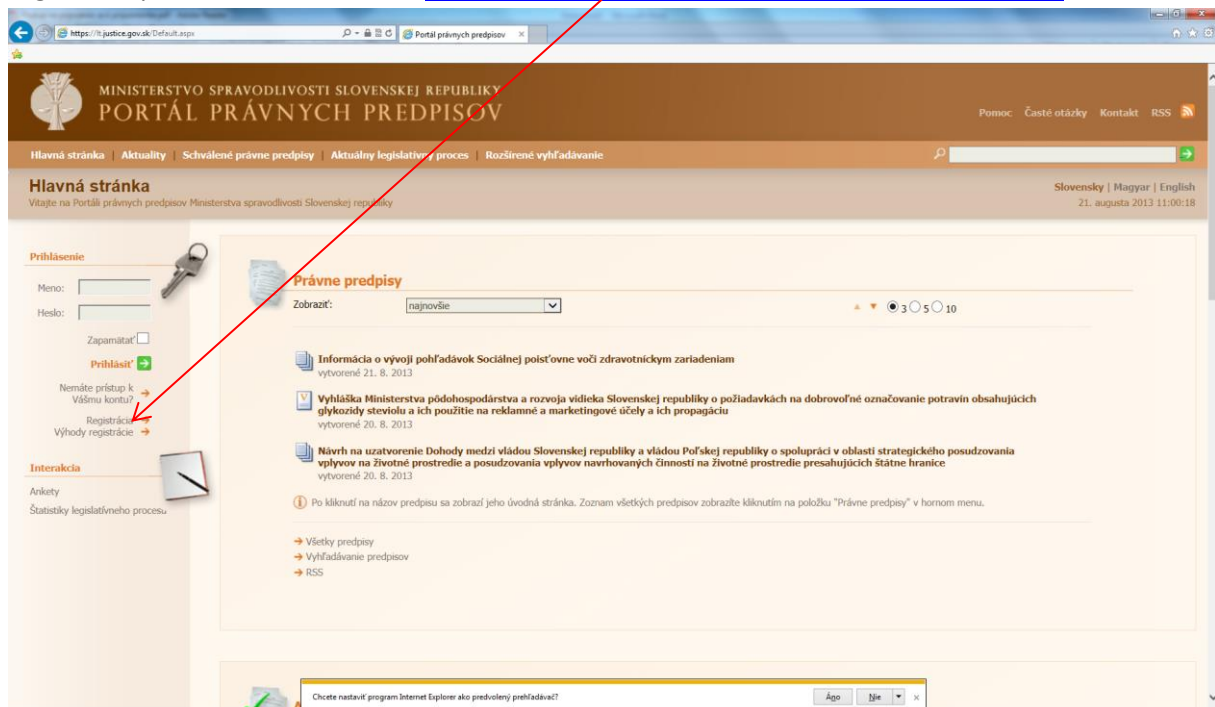 https://lt.justice.gov.sk/Default.aspx
Portál právnych predpisov
MINISTERSTVO SPRAVODLIVOSTI SLOVENSKEJ REPUBLIKY
PORTÁL PRÁVNYCH PREDPISOV
Pomoc Časté otázky Kontakt RSS
Hlavná stránka | Aktuality | Schválené právne predpisy | Aktuálny legislatívny proces | Rozšírené vyhľadávanie
Hlavná stránka
Slovensky | Magyar | English
Vitajte na Portáli právnych predpisov Ministerstva spravodlivosti Slovenskej republiky
21. augusta 2013 11:00:18
Prihlásenie
Meno:
Heslo:
Zapamätať
Prihlásiť
Nemáte prístup k
Vášmu kontu?
Registrácia
Výhody registrácie
Interakcia
Ankety
Štatistiky legislatívneho procesu
Právne predpisy
Zobraziť: najnovšie 3 5 10
Informácia o vývoji pohľadávok Sociálnej poisťovne voči zdravotníckym zariadeniam
vytvorené 21. 8. 2013
Vyhláška Ministerstva pôdohospodárstva a rozvoja vidieka Slovenskej republiky o požiadavkách na dobrovoľné označovanie potravín obsahujúcich
glykozidy steviolu a ich použitie na reklamné a marketingové účely a ich propagáciu
vytvorené 20. 8. 2013
Návrh na uzatvorenie Dohody medzi vládou Slovenskej republiky a vládou Poľskej republiky o spolupráci v oblasti strategického posudzovania
vplyvov na životné prostredie a posudzovania vplyvov navrhovaných činností na životné prostredie presahujúcich štátne hranice
vytvorené 20. 8. 2013
Po kliknutí na názov predpisu sa zobrazí jeho úvodná stránka. Zoznam všetkých predpisov zobrazíte kliknutím na položku "Právne predpisy" v hornom menu.
Všetky predpisy
Vyhľadávanie predpisov
RSS
Chcete nastaviť program Internet Explorer ako predvolený prehľadávač? Áno Nie